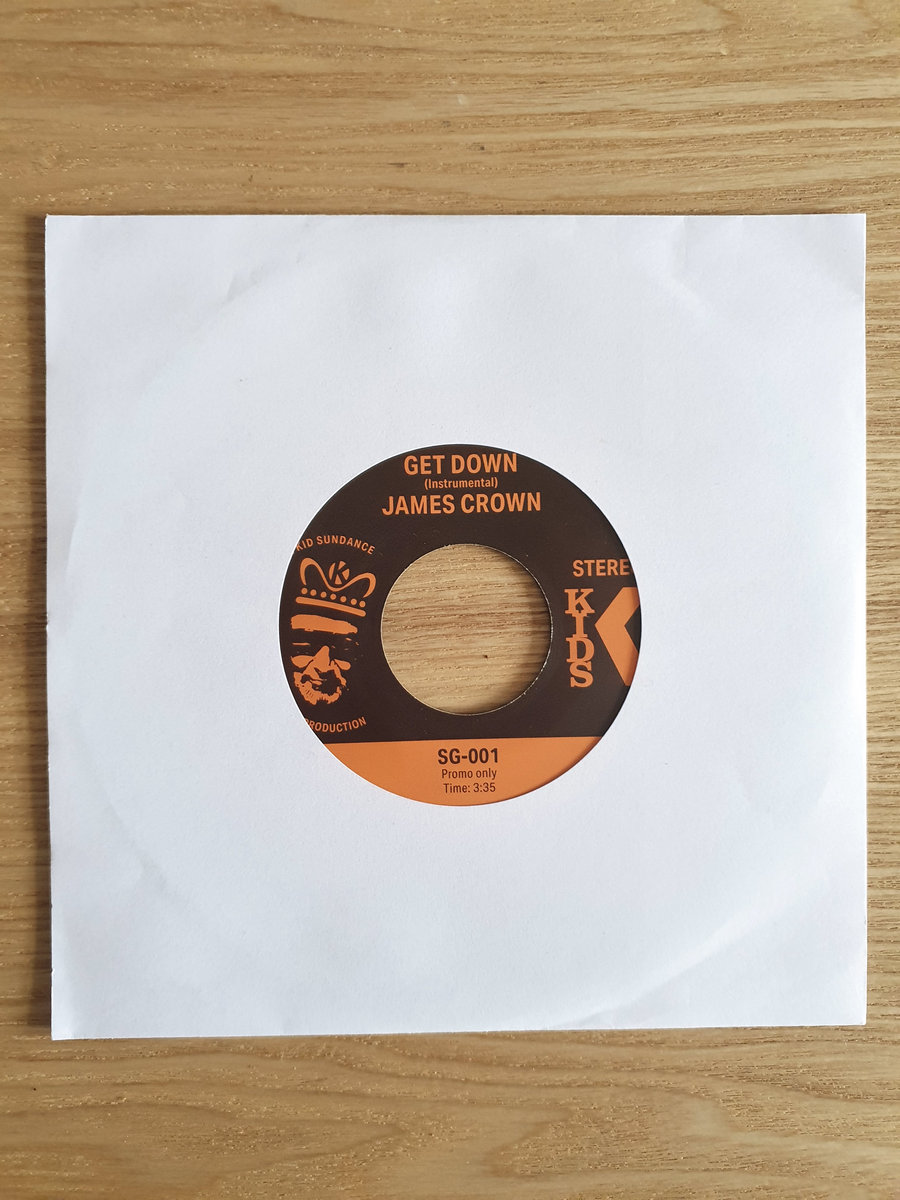 GET DOWN
(Instrumental)
JAMES CROWN
KID SUNDANCE
K
PRODUCTION
STERE
KIDS
SG-001
Promo only
Time: 3:35